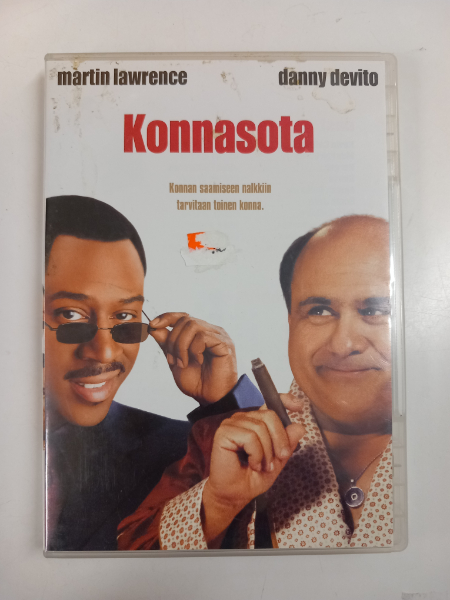 martin lawrence danny devito
Konnasota
Konnan saamiseen nalkkiin
tarvitaan toinen konna.